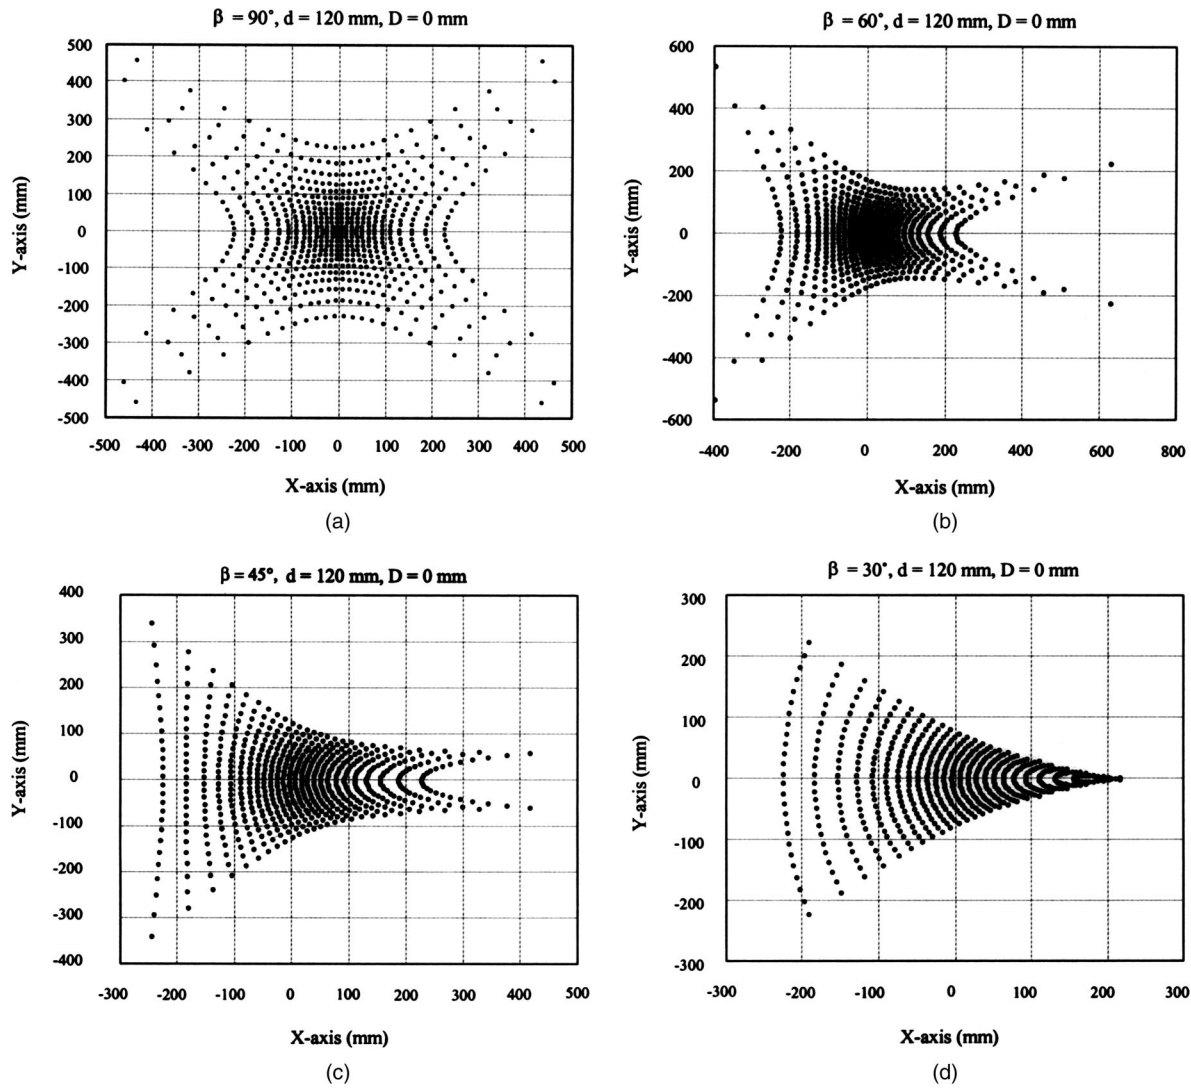 β = 90°, d = 120 mm, D = 0 mm
500
400
300
200
100
0
-100
-200
-300
-400
-500
Y-axis (mm)
-500 -400 -300 -200 -100 0 100 200 300 400 500
X-axis (mm)
(a)
β = 60°, d = 120 mm, D = 0 mm
600
400
200
0
-200
-400
-600
Y-axis (mm)
-400 -200 0 200 400 600 800
X-axis (mm)
(b)
β = 45°, d = 120 mm, D = 0 mm
400
300
200
100
0
-100
-200
-300
-400
Y-axis (mm)
-300 -200 -100 0 100 200 300 400 500
X-axis (mm)
(c)
β = 30°, d = 120 mm, D = 0 mm
300
200
100
0
-100
-200
-300
Y-axis (mm)
-300 -200 -100 0 100 200 300
X-axis (mm)
(d)